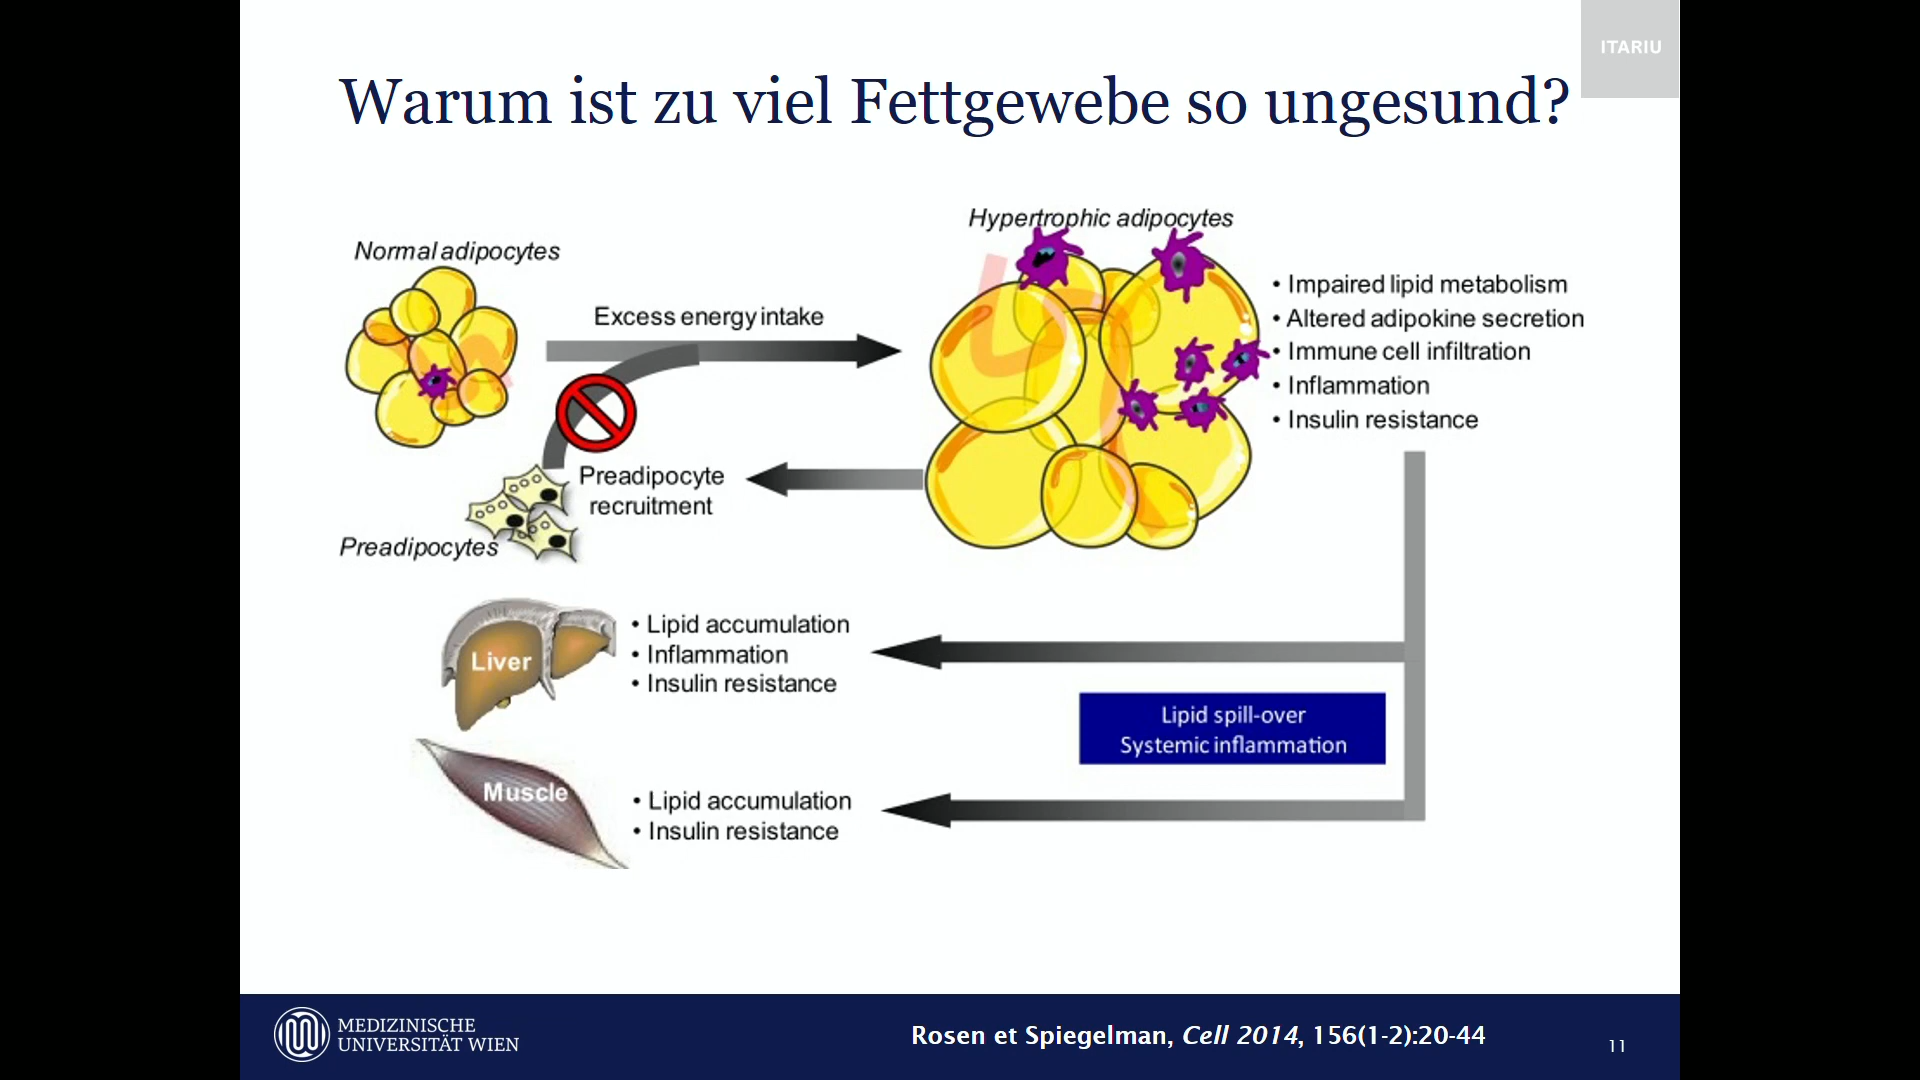 ITARIU
Warum ist zu viel Fettgewebe so ungesund?
Normal adipocytes
Excess energy intake
Hypertrophic adipocytes
• Impaired lipid metabolism
• Altered adipokine secretion
• Immune cell infiltration
• Inflammation
• Insulin resistance
Preadipocyte
recruitment
Preadipocytes
Liver
• Lipid accumulation
• Inflammation
• Insulin resistance
Lipid spill-over
Systemic inflammation
Muscle
• Lipid accumulation
• Insulin resistance
MEDIZINISCHE
UNIVERSITÄT WIEN
Rosen et Spiegelman, Cell 2014, 156(1-2):20-44
11